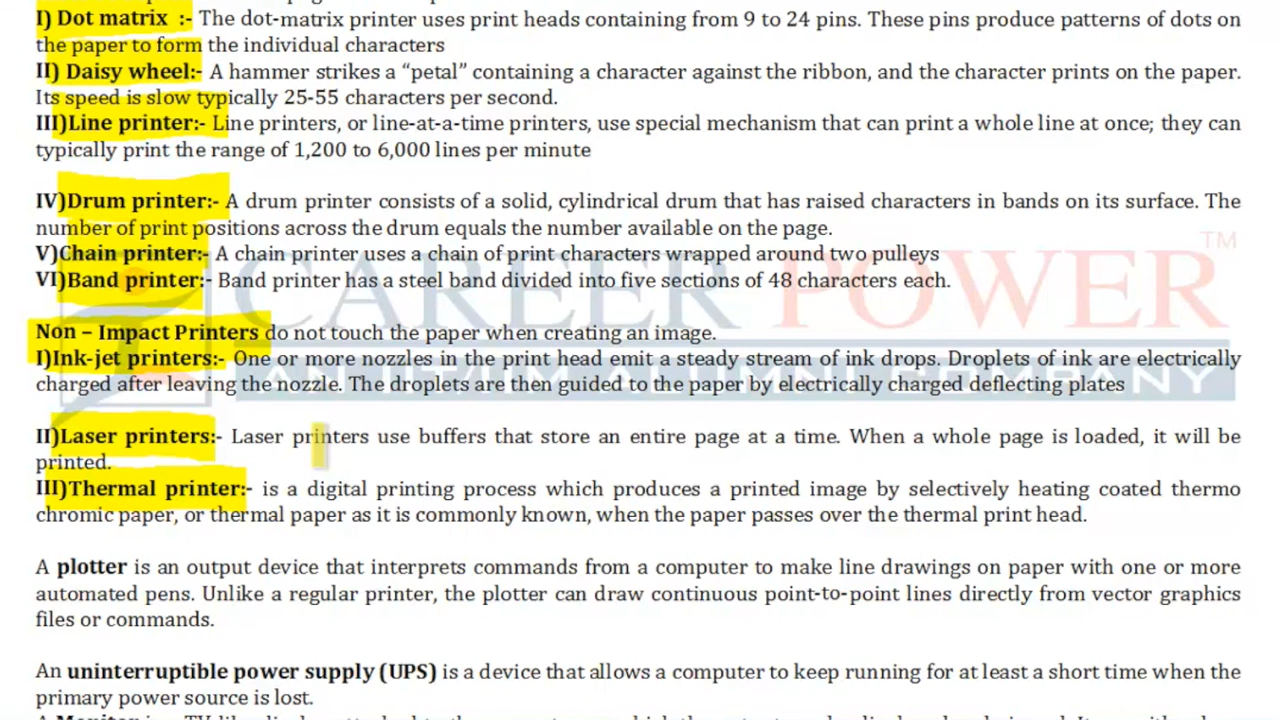 I) Dot matrix :- The dot-matrix printer uses print heads containing from 9 to 24 pins. These pins produce patterns of dots on
the paper to form the individual characters
II) Daisy wheel:- A hammer strikes a “petal” containing a character against the ribbon, and the character prints on the paper.
Its speed is slow typically 25-55 characters per second.
III)Line printer:- Line printers, or line-at-a-time printers, use special mechanism that can print a whole line at once; they can
typically print the range of 1,200 to 6,000 lines per minute
IV)Drum printer:- A drum printer consists of a solid, cylindrical drum that has raised characters in bands on its surface. The
number of print positions across the drum equals the number available on the page.
V)Chain printer:- A chain printer uses a chain of print characters wrapped around two pulleys
VI)Band printer:- Band printer has a steel band divided into five sections of 48 characters each.
CAREER POWER TM
Non – Impact Printers do not touch the paper when creating an image.
I)Ink-jet printers:- One or more nozzles in the print head emit a steady stream of ink drops. Droplets of ink are electrically
charged after leaving the nozzle. The droplets are then guided to the paper by electrically charged deflecting plates
AN IIT/IIM ALUMNI COMPANY
II)Laser printers:- Laser printers use buffers that store an entire page at a time. When a whole page is loaded, it will be
printed.
III)Thermal printer:- is a digital printing process which produces a printed image by selectively heating coated thermo
chromic paper, or thermal paper as it is commonly known, when the paper passes over the thermal print head.
A plotter is an output device that interprets commands from a computer to make line drawings on paper with one or more
automated pens. Unlike a regular printer, the plotter can draw continuous point-to-point lines directly from vector graphics
files or commands.
An uninterruptible power supply (UPS) is a device that allows a computer to keep running for at least a short time when the
primary power source is lost.